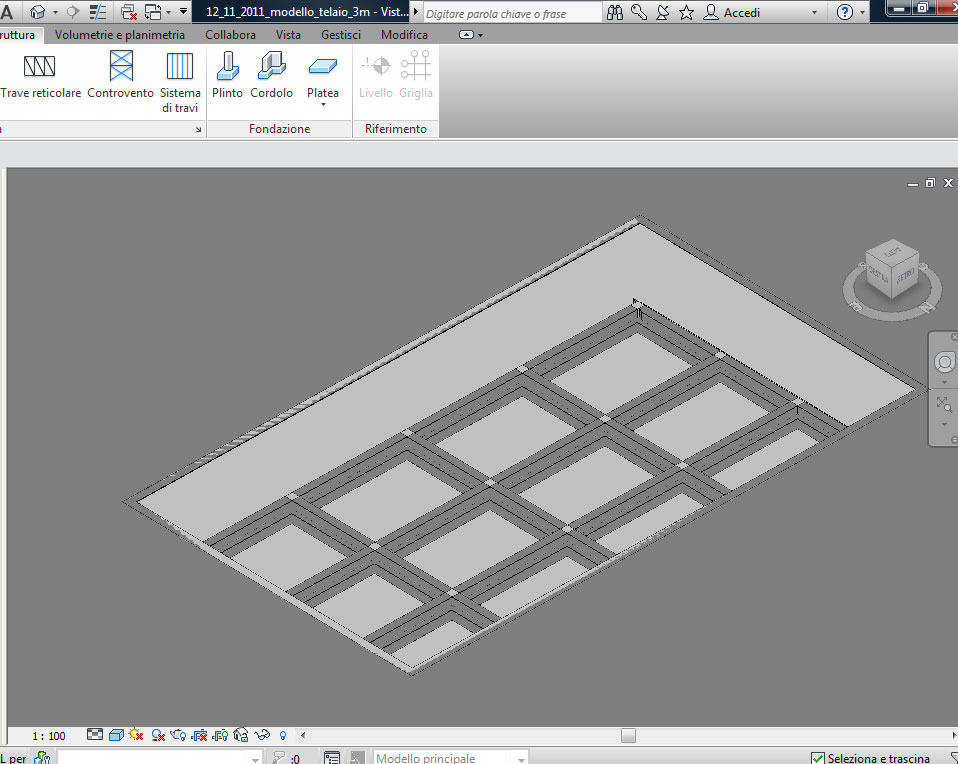 12_11_2011_modello_telaio_3m - Vist...
Digitare parola chiave o frase
Accedi
ruttura Volumetrie e planimetria Collabora Vista Gestisci Modifica
Trave reticolare Controvento Sistema di travi Plinto Cordolo Platea Livello Griglia
Fondazione Riferimento
1 : 100
L per :0 Modello principale Seleziona e trascina